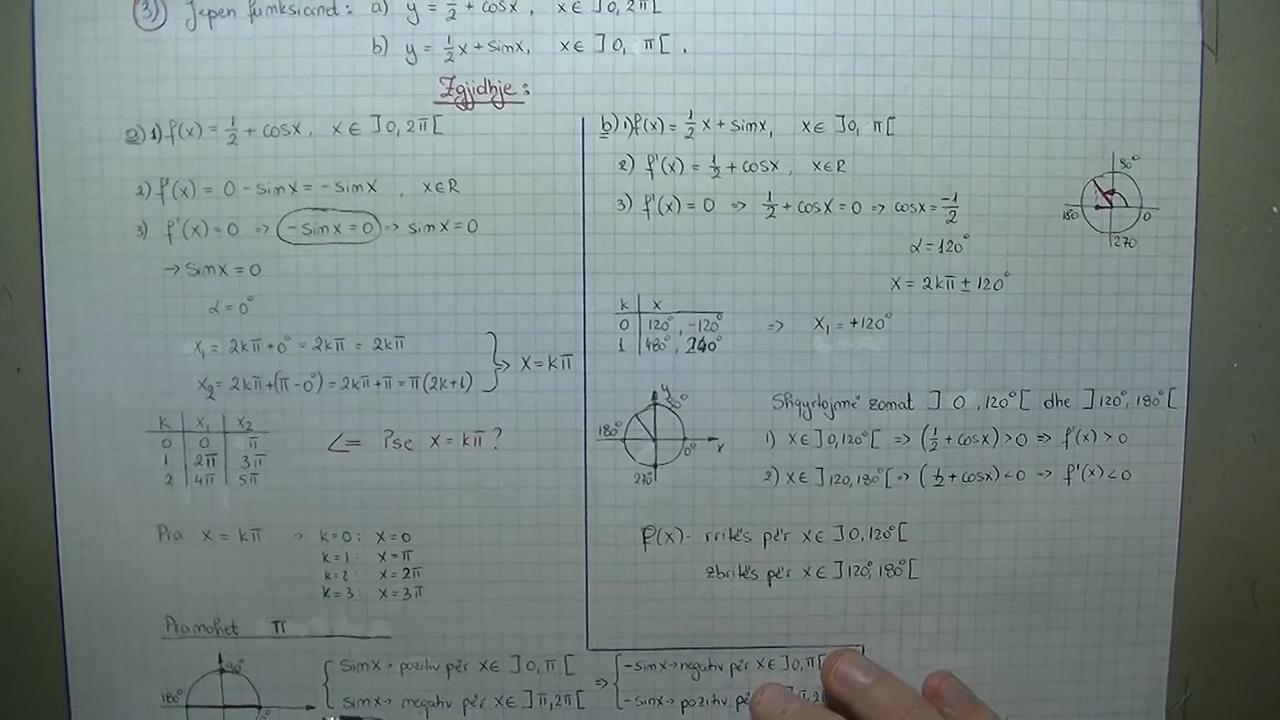 3) Jepen funksionet: a) y = 1/2 + cosx, x∈ ]0, 2π[
b) y = 1/2 x + sinx, x∈ ]0, π[ .
Zgjidhje:
a) 1) f(x) = 1/2 + cosx, x∈ ]0, 2π[
2) f'(x) = 0 - sinx = -sinx x∈R
3) f'(x) = 0 => -sinx = 0 => sinx = 0
→ sinx = 0
α = 0°
x₁ = 2kπ + 0° = 2kπ = 2kπ
x₂ = 2kπ + (π - 0°) = 2kπ + π = π(2k+1)
=> x = kπ
k x₁ x₂
0 0 π
1 2π 3π
2 4π 5π
<= Pse x = kπ ?
Pra x = kπ k=0: x=0
k=1: x=π
k=2: x=2π
k=3: x=3π
Pranohet π
90°
180°
0°
sinx → pozitiv për x∈ ]0, π[
sinx → negativ për x∈ ]π, 2π[
=> -sinx → negativ për x∈ ]0, π[
-sinx → pozitiv
b) 1) f(x) = 1/2 x + sinx, x∈ ]0, π[
2) f'(x) = 1/2 + cosx, x∈R
3) f'(x) = 0 => 1/2 + cosx = 0 => cosx = -1/2
α = 120°
x = 2kπ ± 120°
180 0
270
k x
0 120°, -120°
1 480°, 240°
=> x₁ = +120°
y
180° 0° x
270°
Shqyrtojmë zonat ]0, 120°[ dhe ]120°, 180°[
1) x∈ ]0, 120°[ => (1/2 + cosx) > 0 => f'(x) > 0
2) x∈ ]120, 180°[ => (1/2 + cosx) < 0 => f'(x) < 0
f(x) - rritës për x∈ ]0, 120°[
zbritës për x∈ ]120°, 180°[